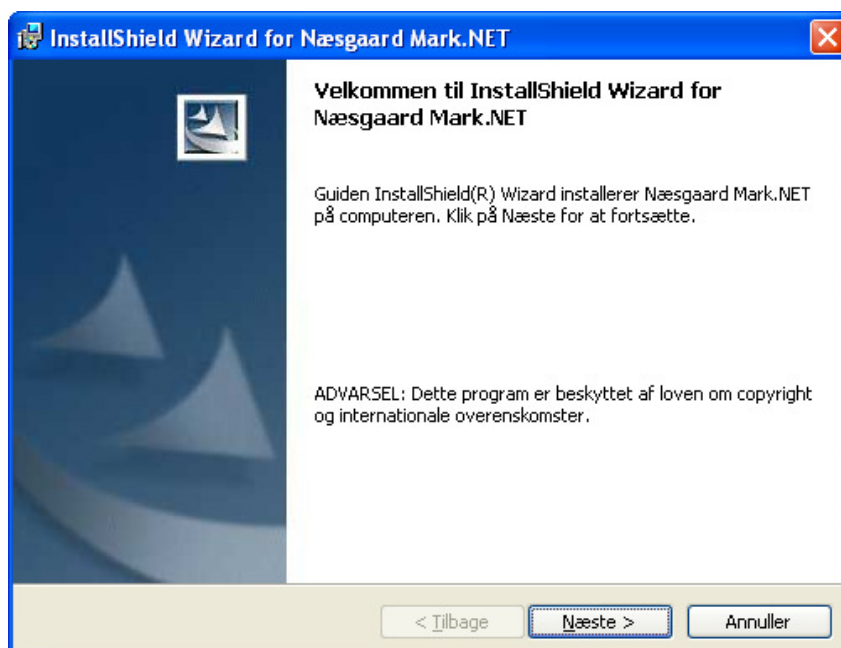 InstallShield Wizard for Næsgaard Mark.NET
Velkommen til InstallShield Wizard for
Næsgaard Mark.NET
Guiden InstallShield(R) Wizard installerer Næsgaard Mark.NET
på computeren. Klik på Næste for at fortsætte.
ADVARSEL: Dette program er beskyttet af loven om copyright
og internationale overenskomster.
< Tilbage
Næste >
Annuller